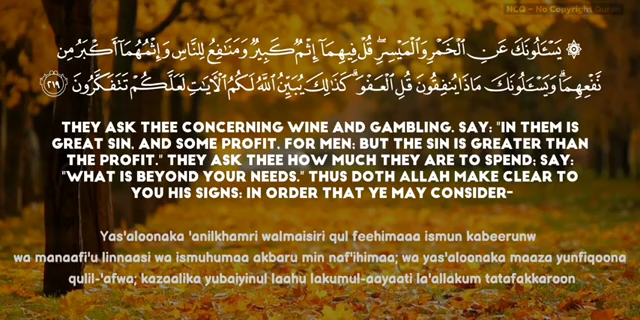 NCQ - No Copyright Quran
۞ يَسْـَٔلُونَكَ عَنِ ٱلْخَمْرِ وَٱلْمَيْسِرِ ۖ قُلْ فِيهِمَآ إِثْمٌ كَبِيرٌ وَمَنَـٰفِعُ لِلنَّاسِ وَإِثْمُهُمَآ أَكْبَرُ مِن
نَّفْعِهِمَا ۗ وَيَسْـَٔلُونَكَ مَاذَا يُنفِقُونَ قُلِ ٱلْعَفْوَ ۗ كَذَٰلِكَ يُبَيِّنُ ٱللَّهُ لَكُمُ ٱلْـَٔايَـٰتِ لَعَلَّكُمْ تَتَفَكَّرُونَ ﴿٢١٩﴾
THEY ASK THEE CONCERNING WINE AND GAMBLING. SAY: "IN THEM IS
GREAT SIN, AND SOME PROFIT, FOR MEN; BUT THE SIN IS GREATER THAN
THE PROFIT." THEY ASK THEE HOW MUCH THEY ARE TO SPEND; SAY:
"WHAT IS BEYOND YOUR NEEDS." THUS DOTH ALLAH MAKE CLEAR TO
YOU HIS SIGNS: IN ORDER THAT YE MAY CONSIDER-
Yas'aloonaka 'anilkhamri walmaisiri qul feehimaaa ismun kabeerunw
wa manaafi'u linnaasi wa ismuhumaa akbaru min naf'ihimaa; wa yas'aloonaka maaza yunfiqoona
qulil-'afwa; kazaalika yubaiyinul laahu lakumul-aayaati la'allakum tatafakkaroon